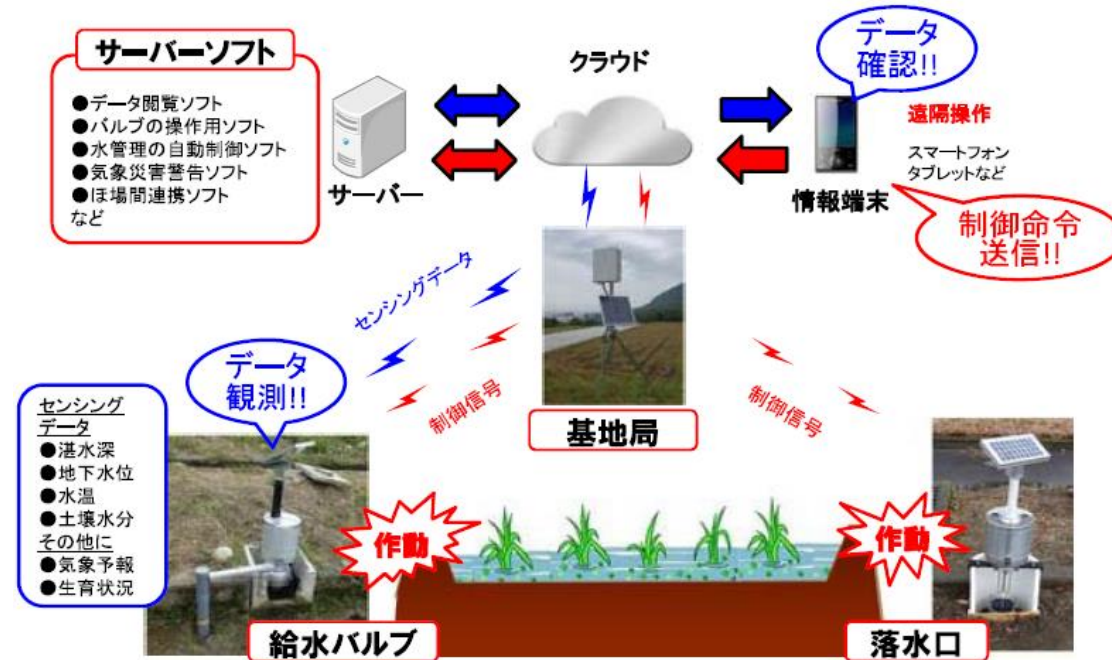 サーバーソフト
●データ閲覧ソフト
●バルブの操作用ソフト
●水管理の自動制御ソフト
●気象災害警告ソフト
●ほ場間連携ソフト
など
サーバー
クラウド
データ
確認!!
遠隔操作
スマートフォン
タブレットなど
情報端末
制御命令
送信!!
センシングデータ
制御信号
制御信号
基地局
データ
観測!!
センシング
データ
●湛水深
●地下水位
●水温
●土壌水分
その他に
●気象予報
●生育状況
作動
作動
給水バルブ
落水口